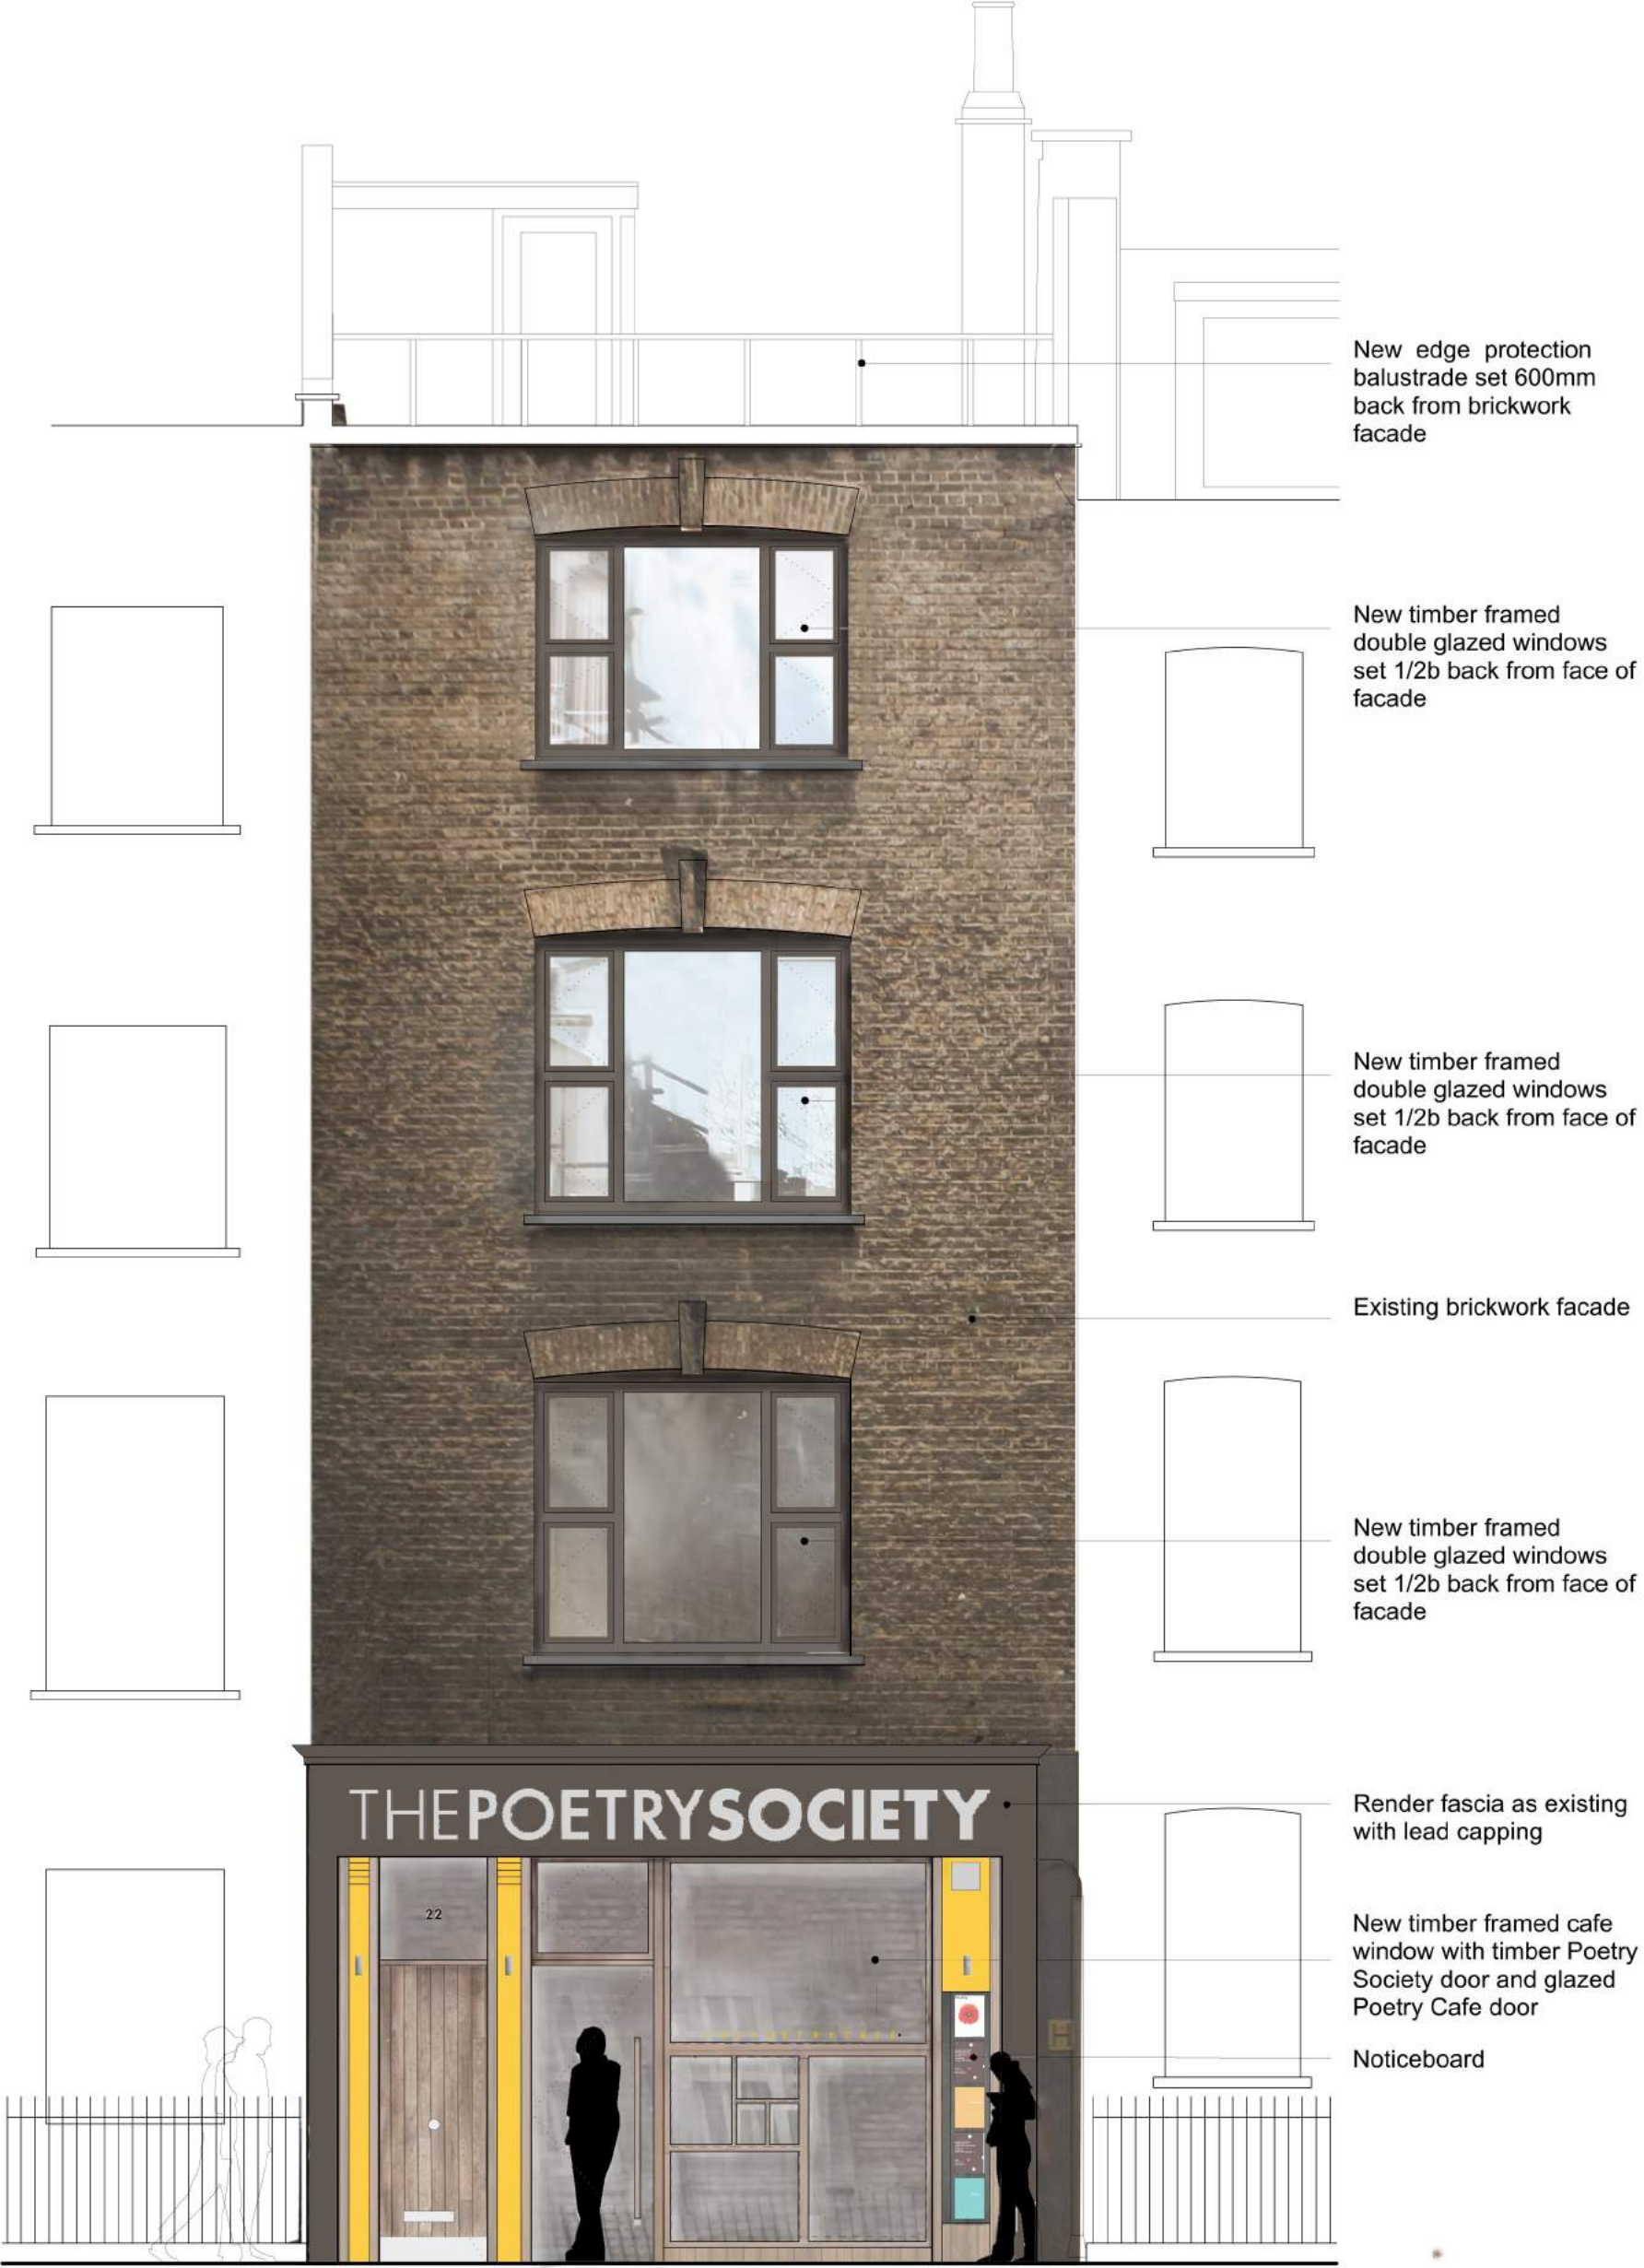 New edge protection
balustrade set 600mm
back from brickwork
facade
New timber framed
double glazed windows
set 1/2b back from face of
facade
New timber framed
double glazed windows
set 1/2b back from face of
facade
Existing brickwork facade
New timber framed
double glazed windows
set 1/2b back from face of
facade
THEPOETRYSOCIETY
Render fascia as existing
with lead capping
22
New timber framed cafe
window with timber Poetry
Society door and glazed
Poetry Cafe door
H
Noticeboard